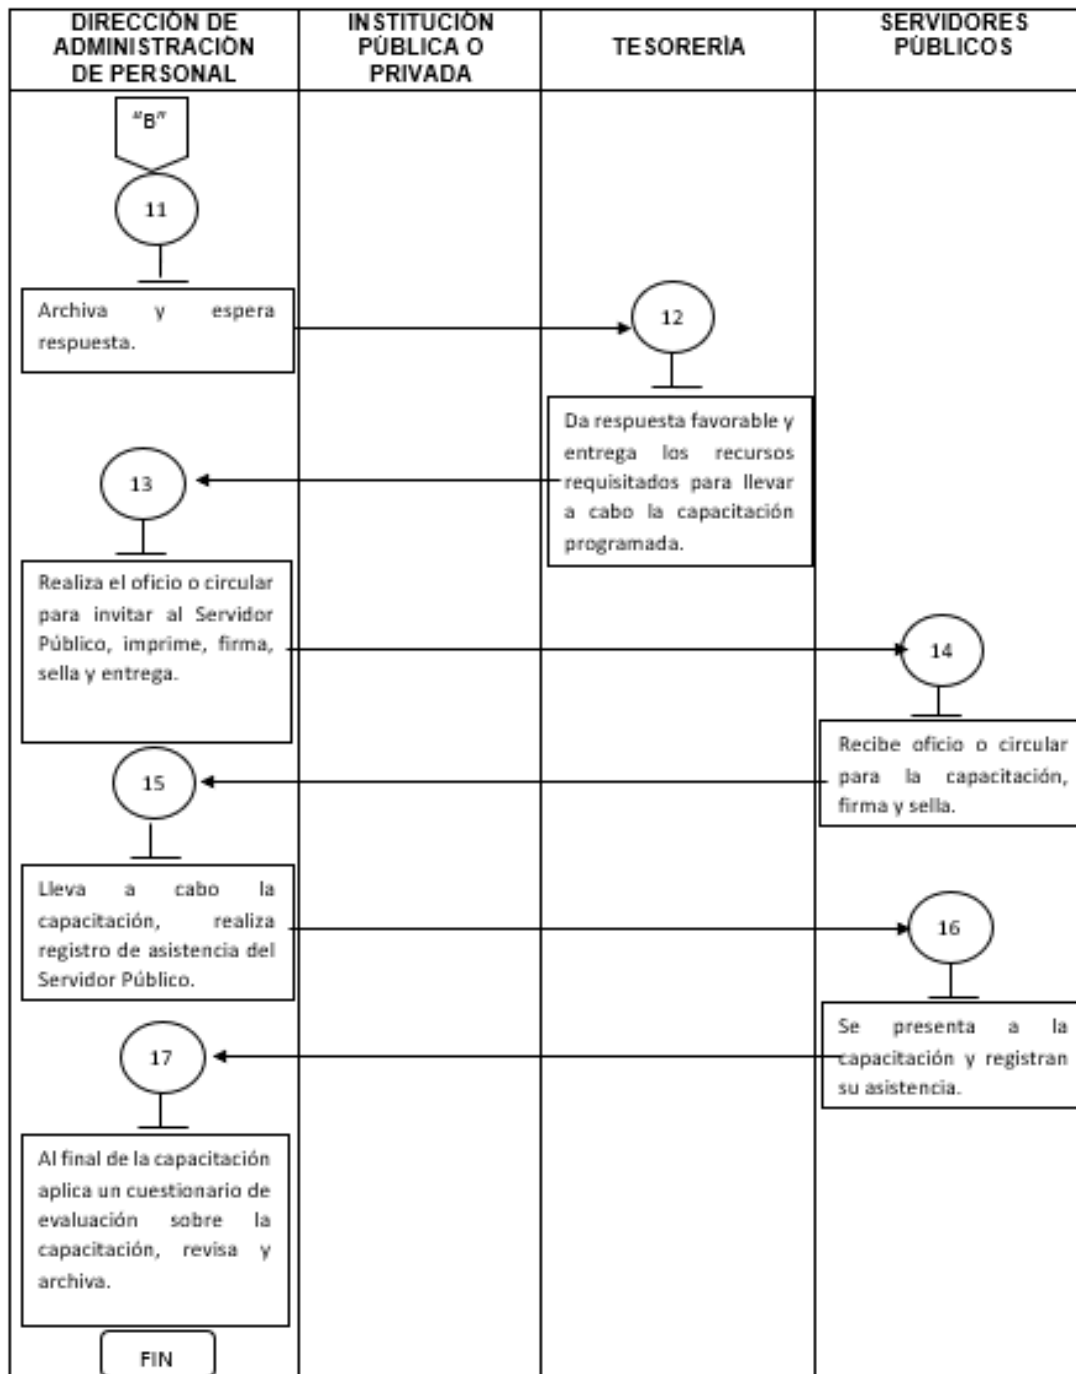 DIRECCIÓN DE
ADMINISTRACIÓN
DE PERSONAL
INSTITUCIÓN
PÚBLICA O
PRIVADA
TESORERÍA
SERVIDORES
PÚBLICOS
"B"
11
Archiva y espera
respuesta.
12
Da respuesta favorable y
entrega los recursos
requisitados para llevar
a cabo la capacitación
programada.
13
Realiza el oficio o circular
para invitar al Servidor
Público, imprime, firma,
sella y entrega.
14
Recibe oficio o circular
para la capacitación,
firma y sella.
15
Lleva a cabo la
capacitación, realiza
registro de asistencia del
Servidor Público.
16
Se presenta a la
capacitación y registran
su asistencia.
17
Al final de la capacitación
aplica un cuestionario de
evaluación sobre la
capacitación, revisa y
archiva.
FIN